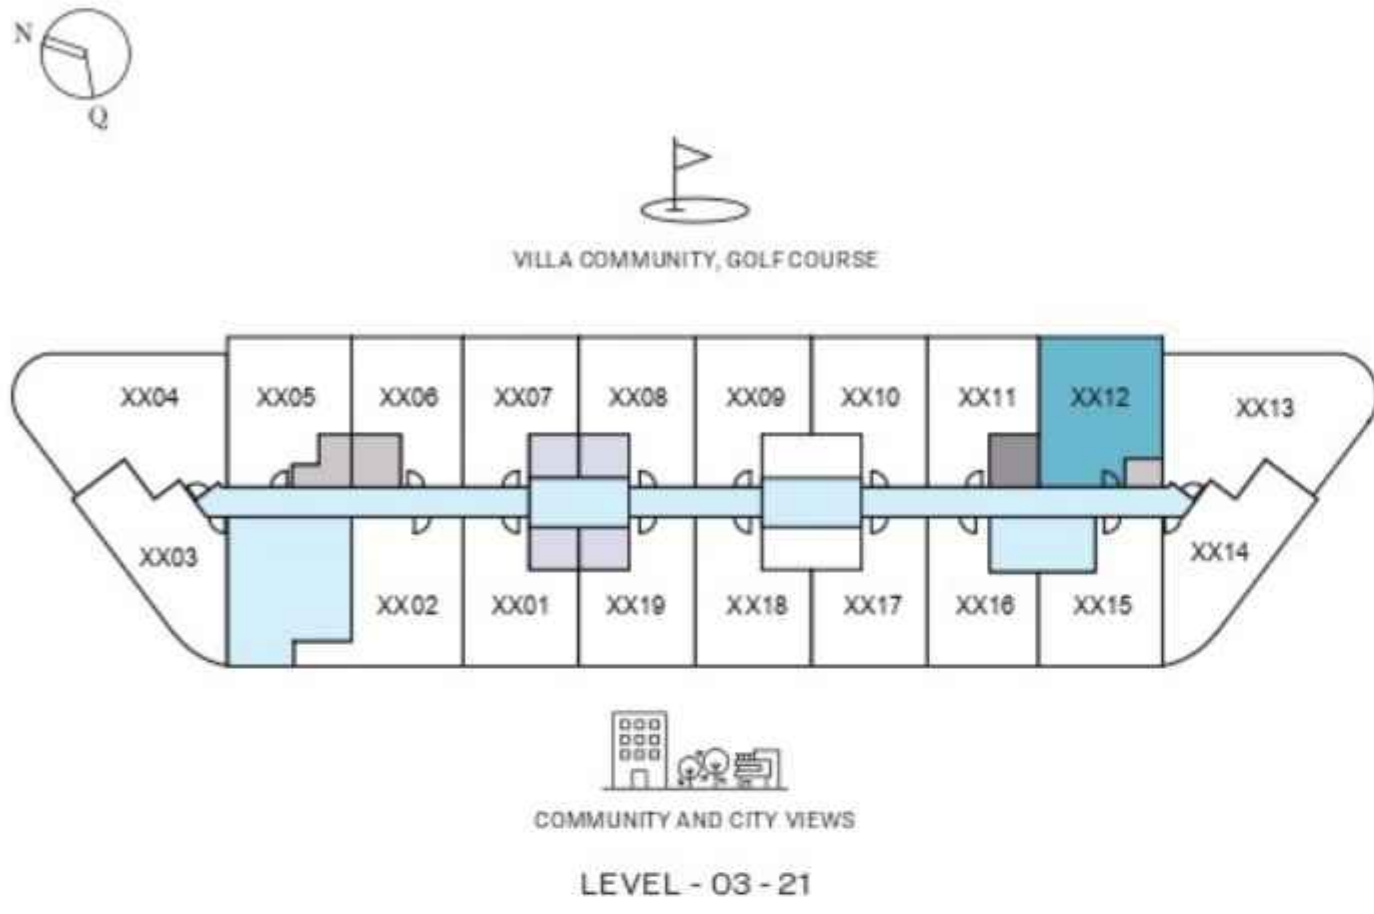 N
Q
VILLA COMMUNITY, GOLF COURSE
XX04 XX05 XX06 XX07 XX08 XX09 XX10 XX11 XX12 XX13
XX03 XX14
XX02 XX01 XX19 XX18 XX17 XX16 XX15
COMMUNITY AND CITY VIEWS
LEVEL - 03 - 21